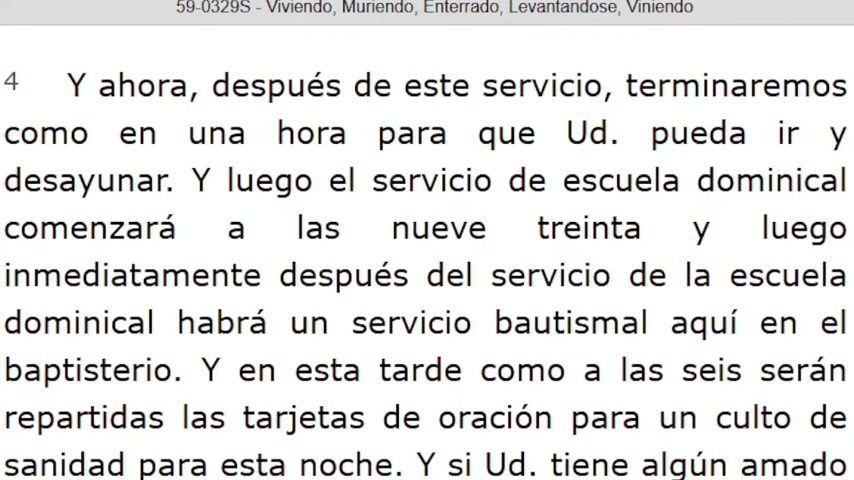 59-0329S - Viviendo, Muriendo, Enterrado, Levantandose, Viniendo
4 Y ahora, después de este servicio, terminaremos
como en una hora para que Ud. pueda ir y
desayunar. Y luego el servicio de escuela dominical
comenzará a las nueve treinta y luego
inmediatamente después del servicio de la escuela
dominical habrá un servicio bautismal aquí en el
baptisterio. Y en esta tarde como a las seis serán
repartidas las tarjetas de oración para un culto de
sanidad para esta noche. Y si Ud. tiene algún amado